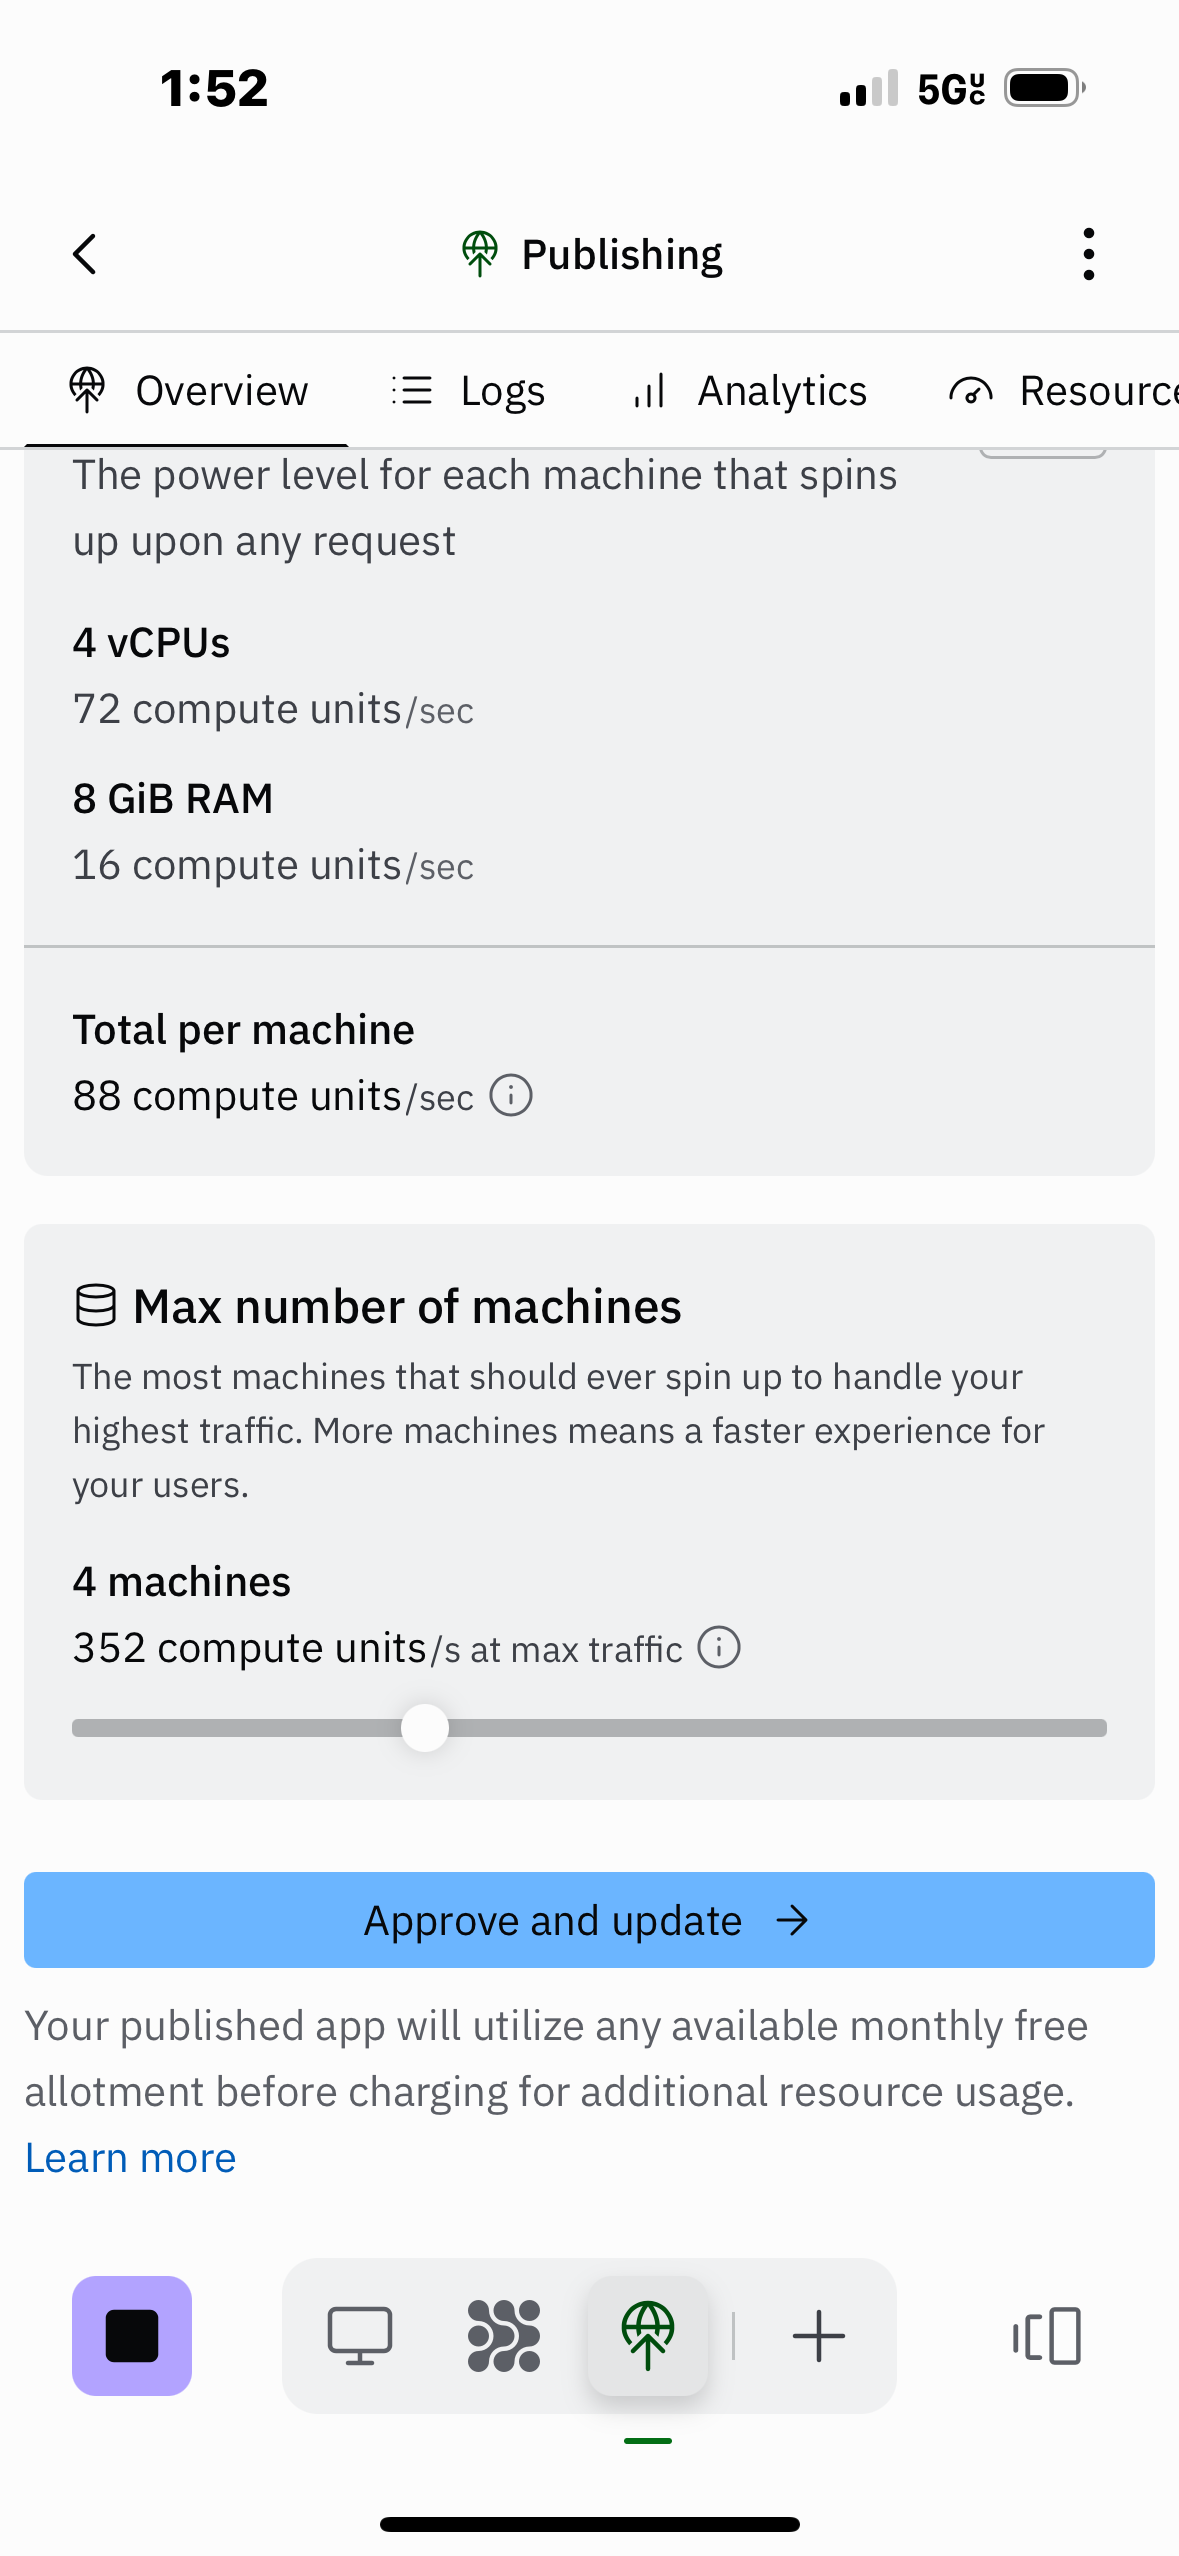 1:52
5GUC
Publishing
Overview
Logs
Analytics
Resource
The power level for each machine that spins
up upon any request
4 vCPUs
72 compute units/sec
8 GiB RAM
16 compute units/sec
Total per machine
88 compute units/sec
Max number of machines
The most machines that should ever spin up to handle your
highest traffic. More machines means a faster experience for
your users.
4 machines
352 compute units/s at max traffic
Approve and update →
Your published app will utilize any available monthly free
allotment before charging for additional resource usage.
Learn more